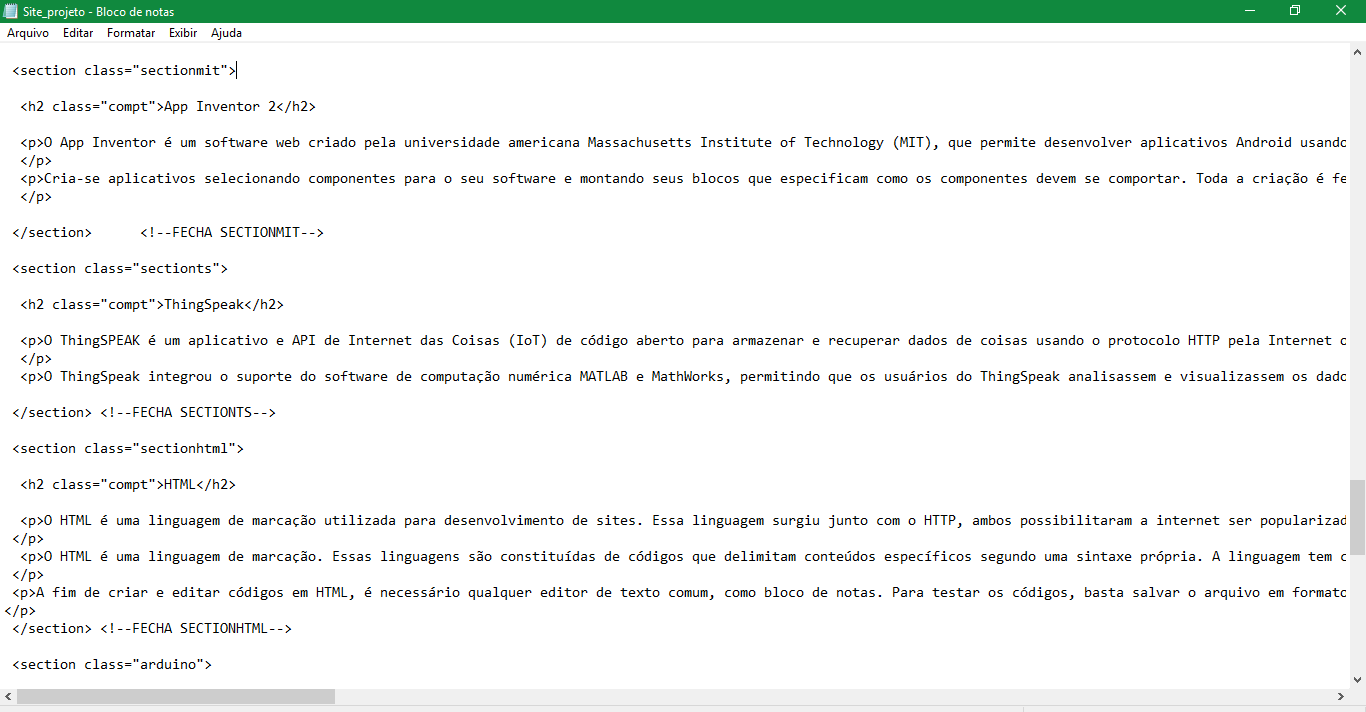 Site_projeto - Bloco de notas
Arquivo Editar Formatar Exibir Ajuda
<section class="sectionmit">
<h2 class="compt">App Inventor 2</h2>
<p>O App Inventor é um software web criado pela universidade americana Massachusetts Institute of Technology (MIT), que permite desenvolver aplicativos Android usando
</p>
<p>Cria-se aplicativos selecionando componentes para o seu software e montando seus blocos que especificam como os componentes devem se comportar. Toda a criação é fe
</p>
</section> <!--FECHA SECTIONMIT-->
<section class="sectionts">
<h2 class="compt">ThingSpeak</h2>
<p>O ThingSPEAK é um aplicativo e API de Internet das Coisas (IoT) de código aberto para armazenar e recuperar dados de coisas usando o protocolo HTTP pela Internet o
</p>
<p>O ThingSpeak integrou o suporte do software de computação numérica MATLAB e MathWorks, permitindo que os usuários do ThingSpeak analisassem e visualizassem os dado
</section> <!--FECHA SECTIONTS-->
<section class="sectionhtml">
<h2 class="compt">HTML</h2>
<p>O HTML é uma linguagem de marcação utilizada para desenvolvimento de sites. Essa linguagem surgiu junto com o HTTP, ambos possibilitaram a internet ser popularizad
</p>
<p>O HTML é uma linguagem de marcação. Essas linguagens são constituídas de códigos que delimitam conteúdos específicos segundo uma sintaxe própria. A linguagem tem c
</p>
<p>A fim de criar e editar códigos em HTML, é necessário qualquer editor de texto comum, como bloco de notas. Para testar os códigos, basta salvar o arquivo em formato
</p>
</section> <!--FECHA SECTIONHTML-->
<section class="arduino">